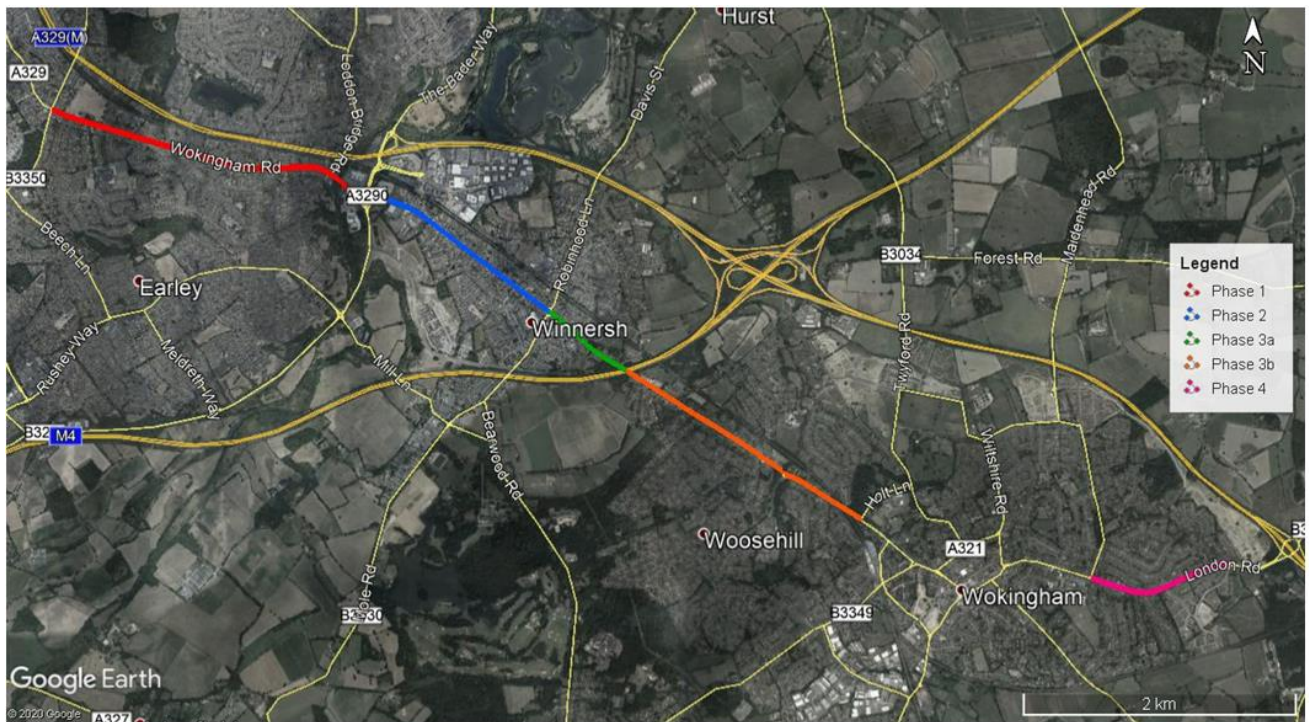 Hurst
A329(M)
A329
Loddon Bridge Rd
The Bader Way
Davis St
N
Wokingham Rd
B3350
A3290
Beech Ln
Robinhood Ln
Maidenhead Rd
B3034
Forest Rd
Earley
Legend
Phase 1
Phase 2
Phase 3a
Phase 3b
Phase 4
Winnersh
Rushey Way
Meldreth Way
Mill Ln
Twyford Rd
M4
Bearwood Rd
Wiltshire Rd
Holt Ln
Woosehill
A321
London Rd
Wokingham
B3349
Google Earth
© 2020 Google
A327
2 km